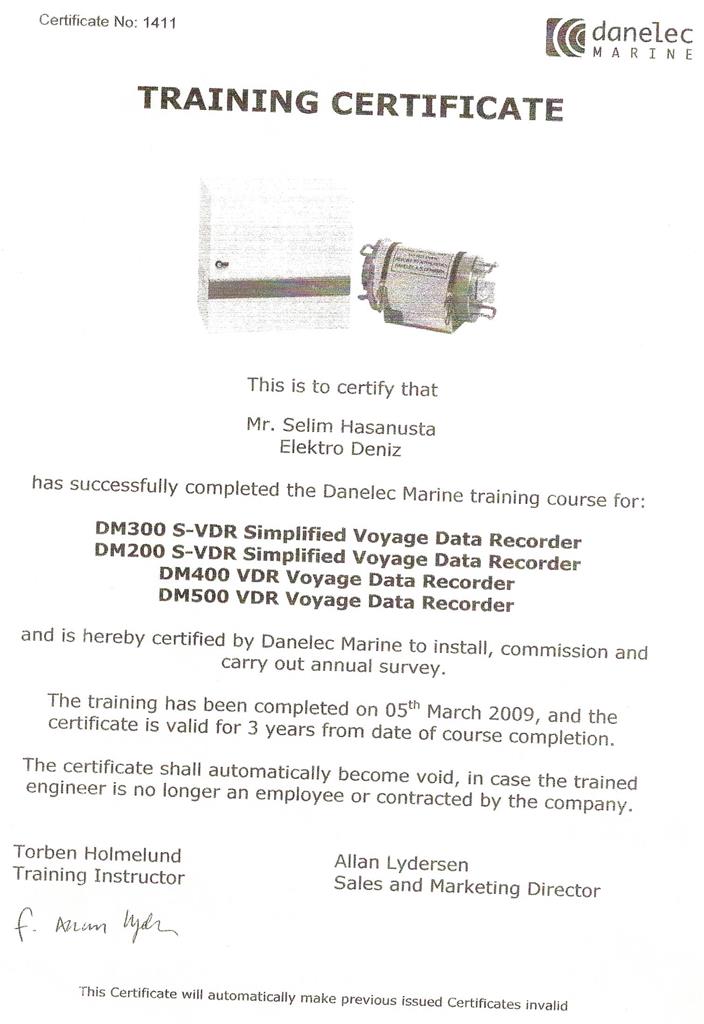 Certificate No: 1411
danelec
MARINE
TRAINING CERTIFICATE
This is to certify that
Mr. Selim Hasanusta
Elektro Deniz
has successfully completed the Danelec Marine training course for:
DM300 S-VDR Simplified Voyage Data Recorder
DM200 S-VDR Simplified Voyage Data Recorder
DM400 VDR Voyage Data Recorder
DM500 VDR Voyage Data Recorder
and is hereby certified by Danelec Marine to install, commission and
carry out annual survey.
The training has been completed on 05th March 2009, and the
certificate is valid for 3 years from date of course completion.
The certificate shall automatically become void, in case the trained
engineer is no longer an employee or contracted by the company.
Torben Holmelund
Training Instructor
Allan Lydersen
Sales and Marketing Director
f.
This Certificate will automatically make previous issued Certificates invalid